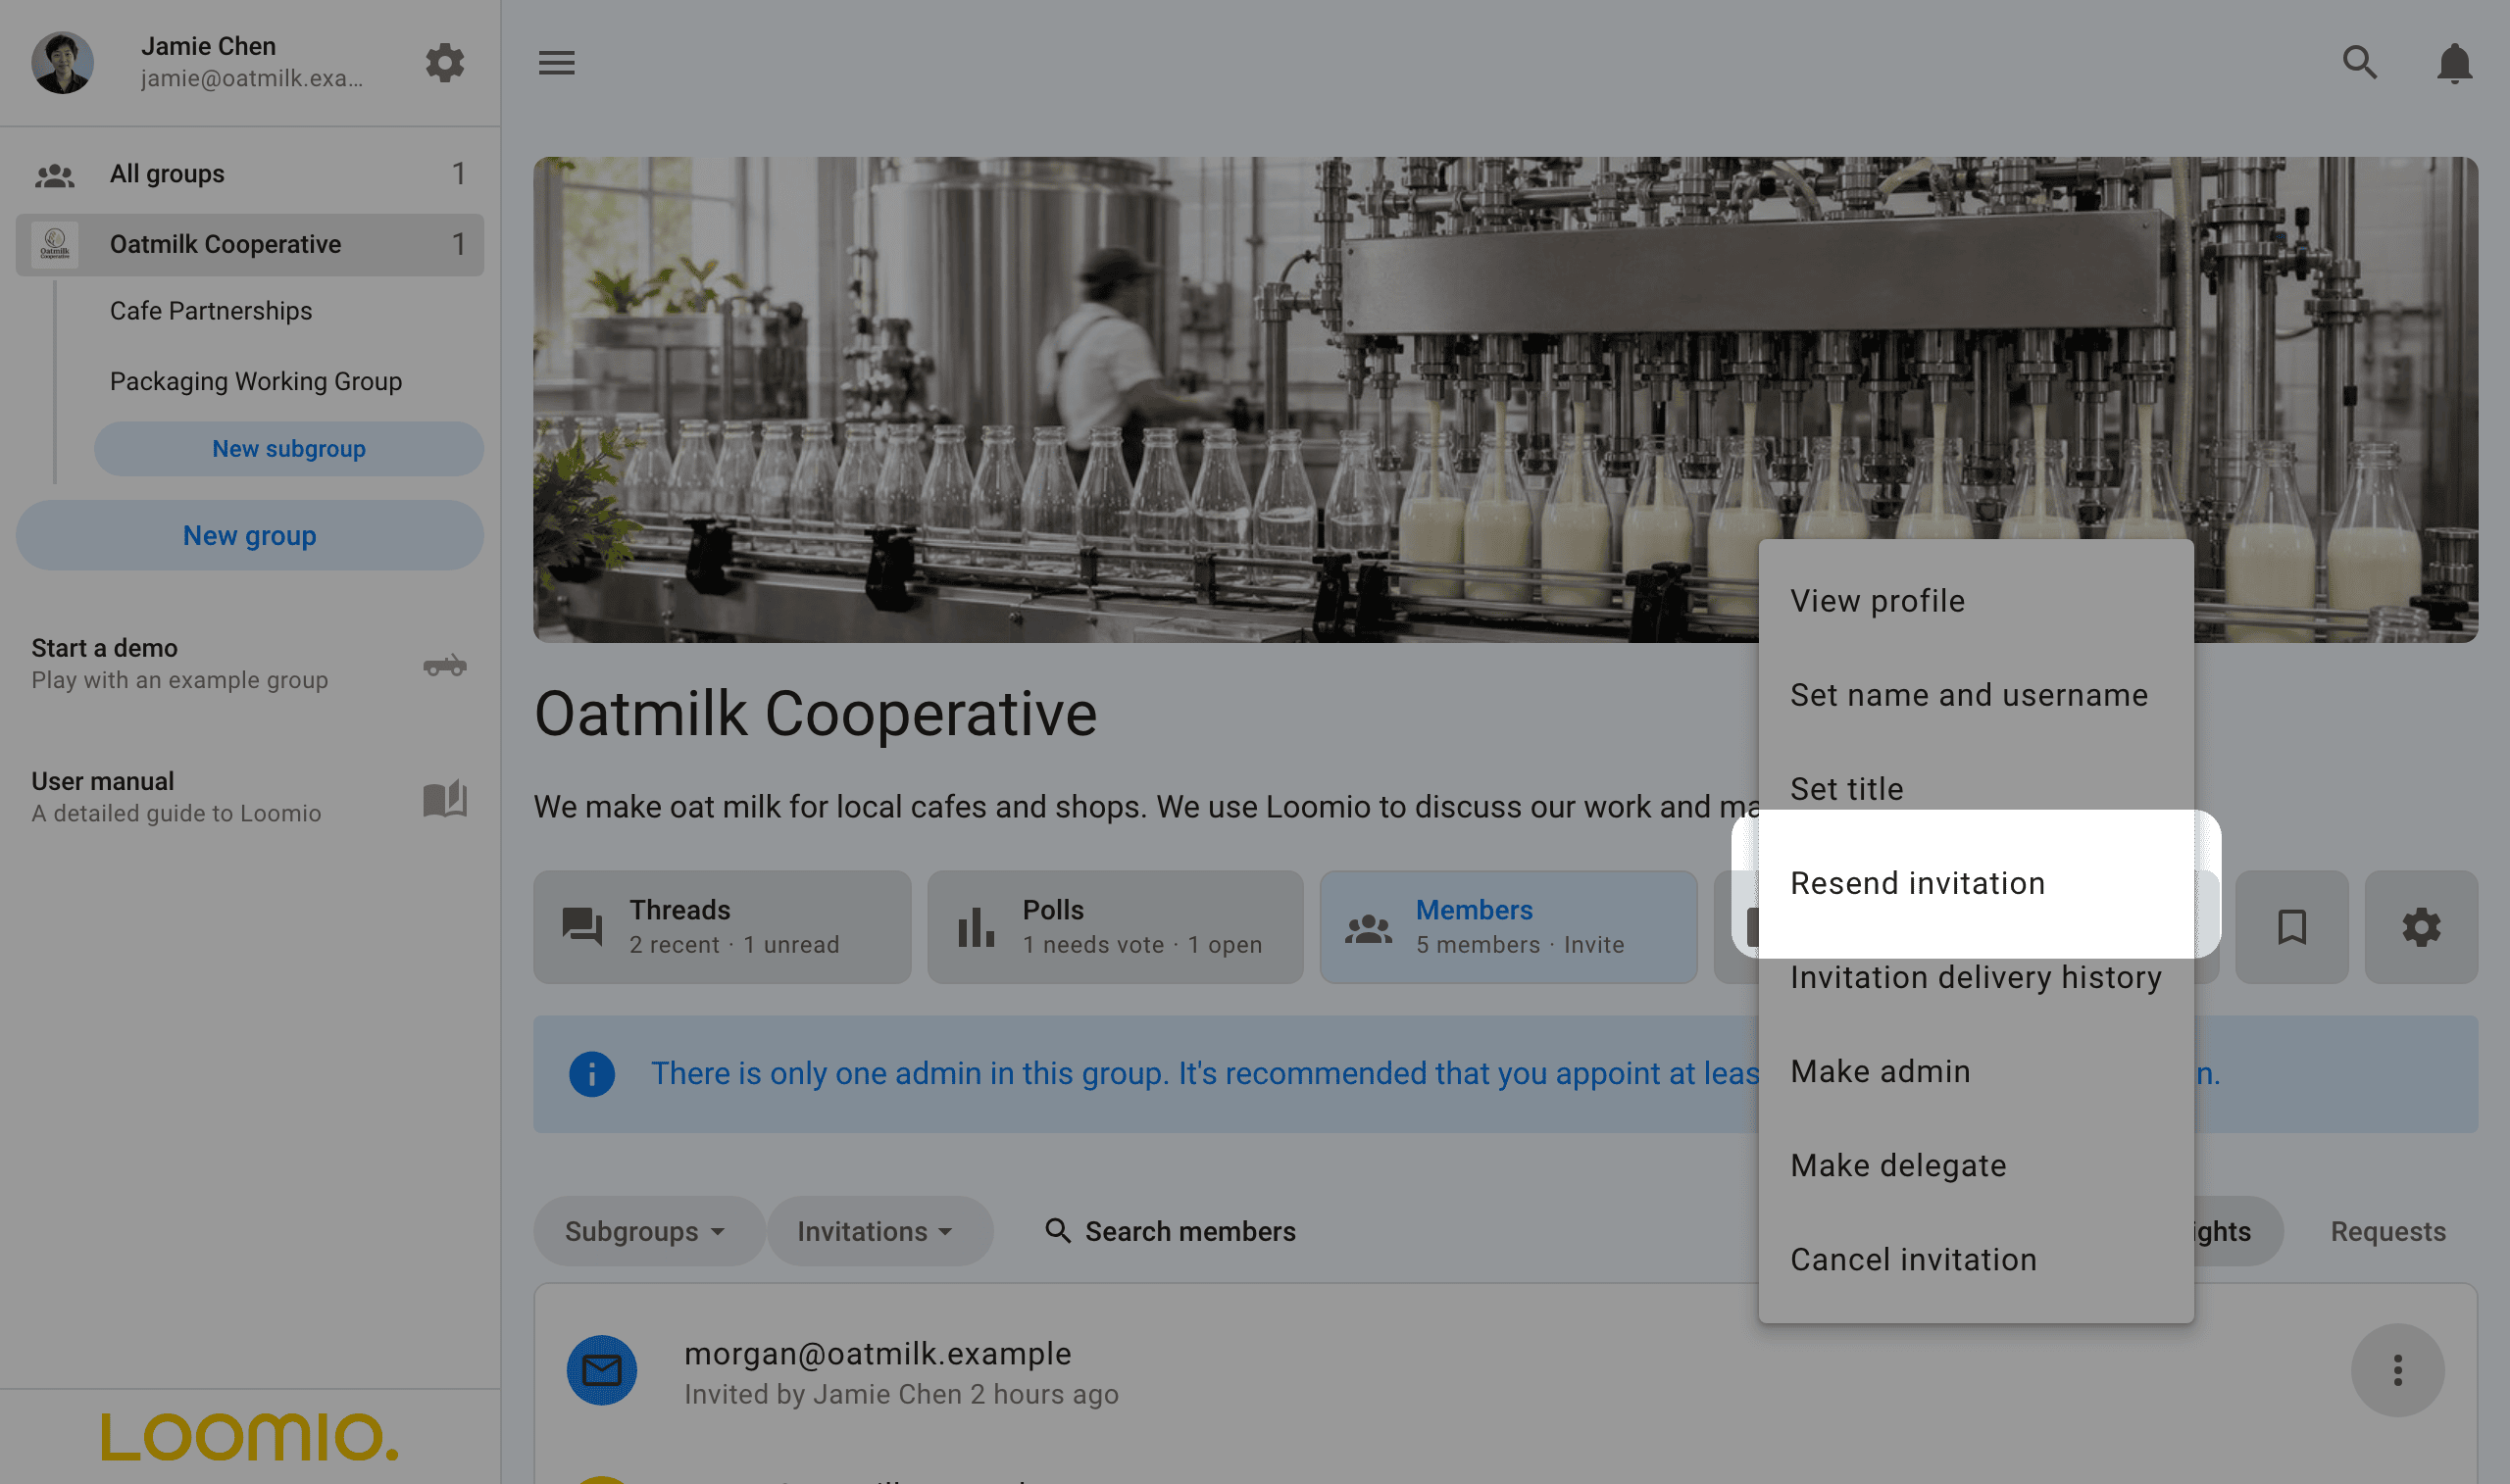 Jamie Chen
jamie@oatmilk.exa...
All groups 1
Oatmilk Cooperative 1
Cafe Partnerships
Packaging Working Group
New subgroup
New group
Start a demo
Play with an example group
User manual
A detailed guide to Loomio
LOOMIO.
Oatmilk Cooperative
We make oat milk for local cafes and shops. We use Loomio to discuss our work and ma
Threads
2 recent · 1 unread
Polls
1 needs vote · 1 open
Members
5 members · Invite
There is only one admin in this group. It's recommended that you appoint at leas
n.
Subgroups
Invitations
Search members
ights
Requests
morgan@oatmilk.example
Invited by Jamie Chen 2 hours ago
View profile
Set name and username
Set title
Resend invitation
Invitation delivery history
Make admin
Make delegate
Cancel invitation